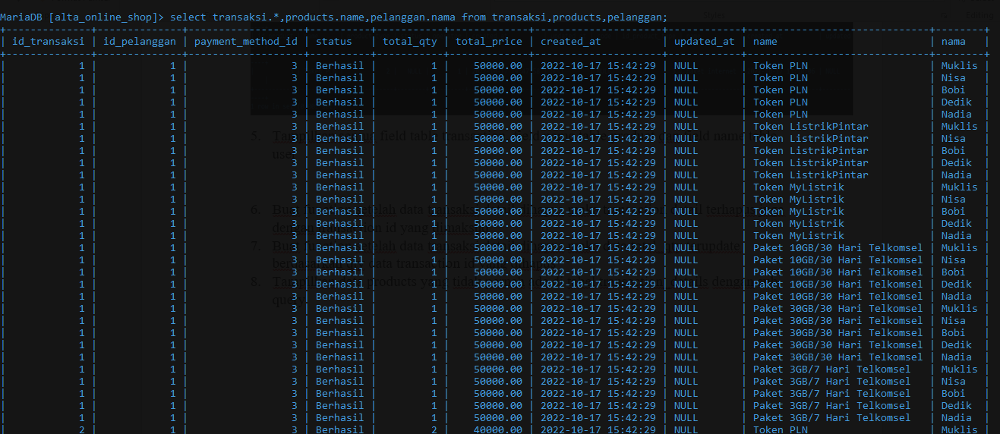 MariaDB [alta_online_shop]> select transaksi.*,products.name,pelanggan.nama from transaksi,products,pelanggan;
| id_transaksi | id_pelanggan | payment_method_id | status | total_qty | total_price | created_at | updated_at | name | nama |
| 1 | 1 | 3 | Berhasil | 1 | 50000.00 | 2022-10-17 15:42:29 | NULL | Token PLN | Muklis |
| 1 | 1 | 3 | Berhasil | 1 | 50000.00 | 2022-10-17 15:42:29 | NULL | Token PLN | Nisa |
| 1 | 1 | 3 | Berhasil | 1 | 50000.00 | 2022-10-17 15:42:29 | NULL | Token PLN | Bobi |
| 1 | 1 | 3 | Berhasil | 1 | 50000.00 | 2022-10-17 15:42:29 | NULL | Token PLN | Dedik |
| 1 | 1 | 3 | Berhasil | 1 | 50000.00 | 2022-10-17 15:42:29 | NULL | Token PLN | Nadia |
| 1 | 1 | 3 | Berhasil | 1 | 50000.00 | 2022-10-17 15:42:29 | NULL | Token ListrikPintar | Muklis |
| 1 | 1 | 3 | Berhasil | 1 | 50000.00 | 2022-10-17 15:42:29 | NULL | Token ListrikPintar | Nisa |
| 1 | 1 | 3 | Berhasil | 1 | 50000.00 | 2022-10-17 15:42:29 | NULL | Token ListrikPintar | Bobi |
| 1 | 1 | 3 | Berhasil | 1 | 50000.00 | 2022-10-17 15:42:29 | NULL | Token ListrikPintar | Dedik |
| 1 | 1 | 3 | Berhasil | 1 | 50000.00 | 2022-10-17 15:42:29 | NULL | Token ListrikPintar | Nadia |
| 1 | 1 | 3 | Berhasil | 1 | 50000.00 | 2022-10-17 15:42:29 | NULL | Token MyListrik | Muklis |
| 1 | 1 | 3 | Berhasil | 1 | 50000.00 | 2022-10-17 15:42:29 | NULL | Token MyListrik | Nisa |
| 1 | 1 | 3 | Berhasil | 1 | 50000.00 | 2022-10-17 15:42:29 | NULL | Token MyListrik | Bobi |
| 1 | 1 | 3 | Berhasil | 1 | 50000.00 | 2022-10-17 15:42:29 | NULL | Token MyListrik | Dedik |
| 1 | 1 | 3 | Berhasil | 1 | 50000.00 | 2022-10-17 15:42:29 | NULL | Token MyListrik | Nadia |
| 1 | 1 | 3 | Berhasil | 1 | 50000.00 | 2022-10-17 15:42:29 | NULL | Paket 10GB/30 Hari Telkomsel | Muklis |
| 1 | 1 | 3 | Berhasil | 1 | 50000.00 | 2022-10-17 15:42:29 | NULL | Paket 10GB/30 Hari Telkomsel | Nisa |
| 1 | 1 | 3 | Berhasil | 1 | 50000.00 | 2022-10-17 15:42:29 | NULL | Paket 10GB/30 Hari Telkomsel | Bobi |
| 1 | 1 | 3 | Berhasil | 1 | 50000.00 | 2022-10-17 15:42:29 | NULL | Paket 10GB/30 Hari Telkomsel | Dedik |
| 1 | 1 | 3 | Berhasil | 1 | 50000.00 | 2022-10-17 15:42:29 | NULL | Paket 10GB/30 Hari Telkomsel | Nadia |
| 1 | 1 | 3 | Berhasil | 1 | 50000.00 | 2022-10-17 15:42:29 | NULL | Paket 30GB/30 Hari Telkomsel | Muklis |
| 1 | 1 | 3 | Berhasil | 1 | 50000.00 | 2022-10-17 15:42:29 | NULL | Paket 30GB/30 Hari Telkomsel | Nisa |
| 1 | 1 | 3 | Berhasil | 1 | 50000.00 | 2022-10-17 15:42:29 | NULL | Paket 30GB/30 Hari Telkomsel | Bobi |
| 1 | 1 | 3 | Berhasil | 1 | 50000.00 | 2022-10-17 15:42:29 | NULL | Paket 30GB/30 Hari Telkomsel | Dedik |
| 1 | 1 | 3 | Berhasil | 1 | 50000.00 | 2022-10-17 15:42:29 | NULL | Paket 30GB/30 Hari Telkomsel | Nadia |
| 1 | 1 | 3 | Berhasil | 1 | 50000.00 | 2022-10-17 15:42:29 | NULL | Paket 3GB/7 Hari Telkomsel | Muklis |
| 1 | 1 | 3 | Berhasil | 1 | 50000.00 | 2022-10-17 15:42:29 | NULL | Paket 3GB/7 Hari Telkomsel | Nisa |
| 1 | 1 | 3 | Berhasil | 1 | 50000.00 | 2022-10-17 15:42:29 | NULL | Paket 3GB/7 Hari Telkomsel | Bobi |
| 1 | 1 | 3 | Berhasil | 1 | 50000.00 | 2022-10-17 15:42:29 | NULL | Paket 3GB/7 Hari Telkomsel | Dedik |
| 1 | 1 | 3 | Berhasil | 1 | 50000.00 | 2022-10-17 15:42:29 | NULL | Paket 3GB/7 Hari Telkomsel | Nadia |
| 2 | 1 | 3 | Berhasil | 2 | 40000.00 | 2022-10-17 15:42:29 | NULL | Token PLN | Muklis |